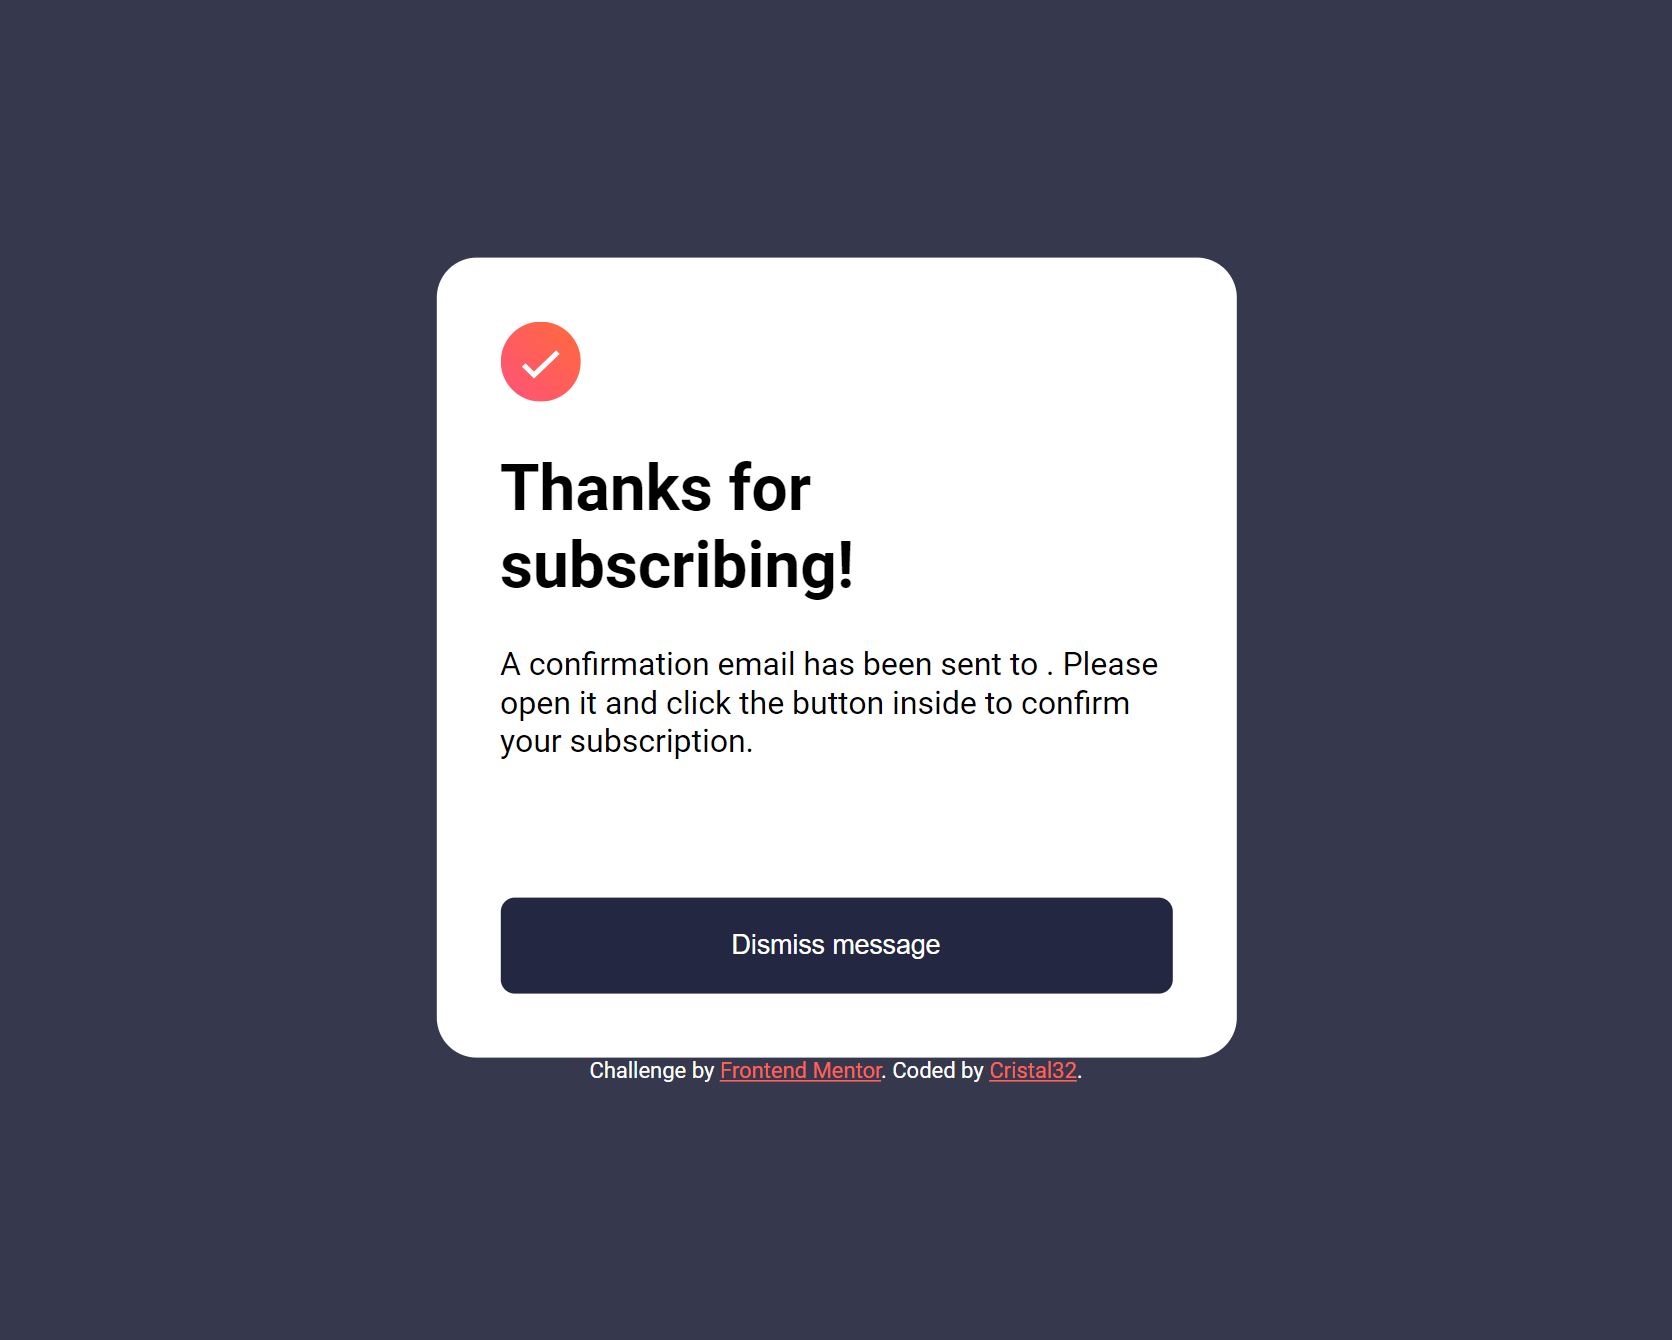 Thanks for
subscribing!
A confirmation email has been sent to . Please
open it and click the button inside to confirm
your subscription.
Dismiss message
Challenge by Frontend Mentor. Coded by Cristal32.